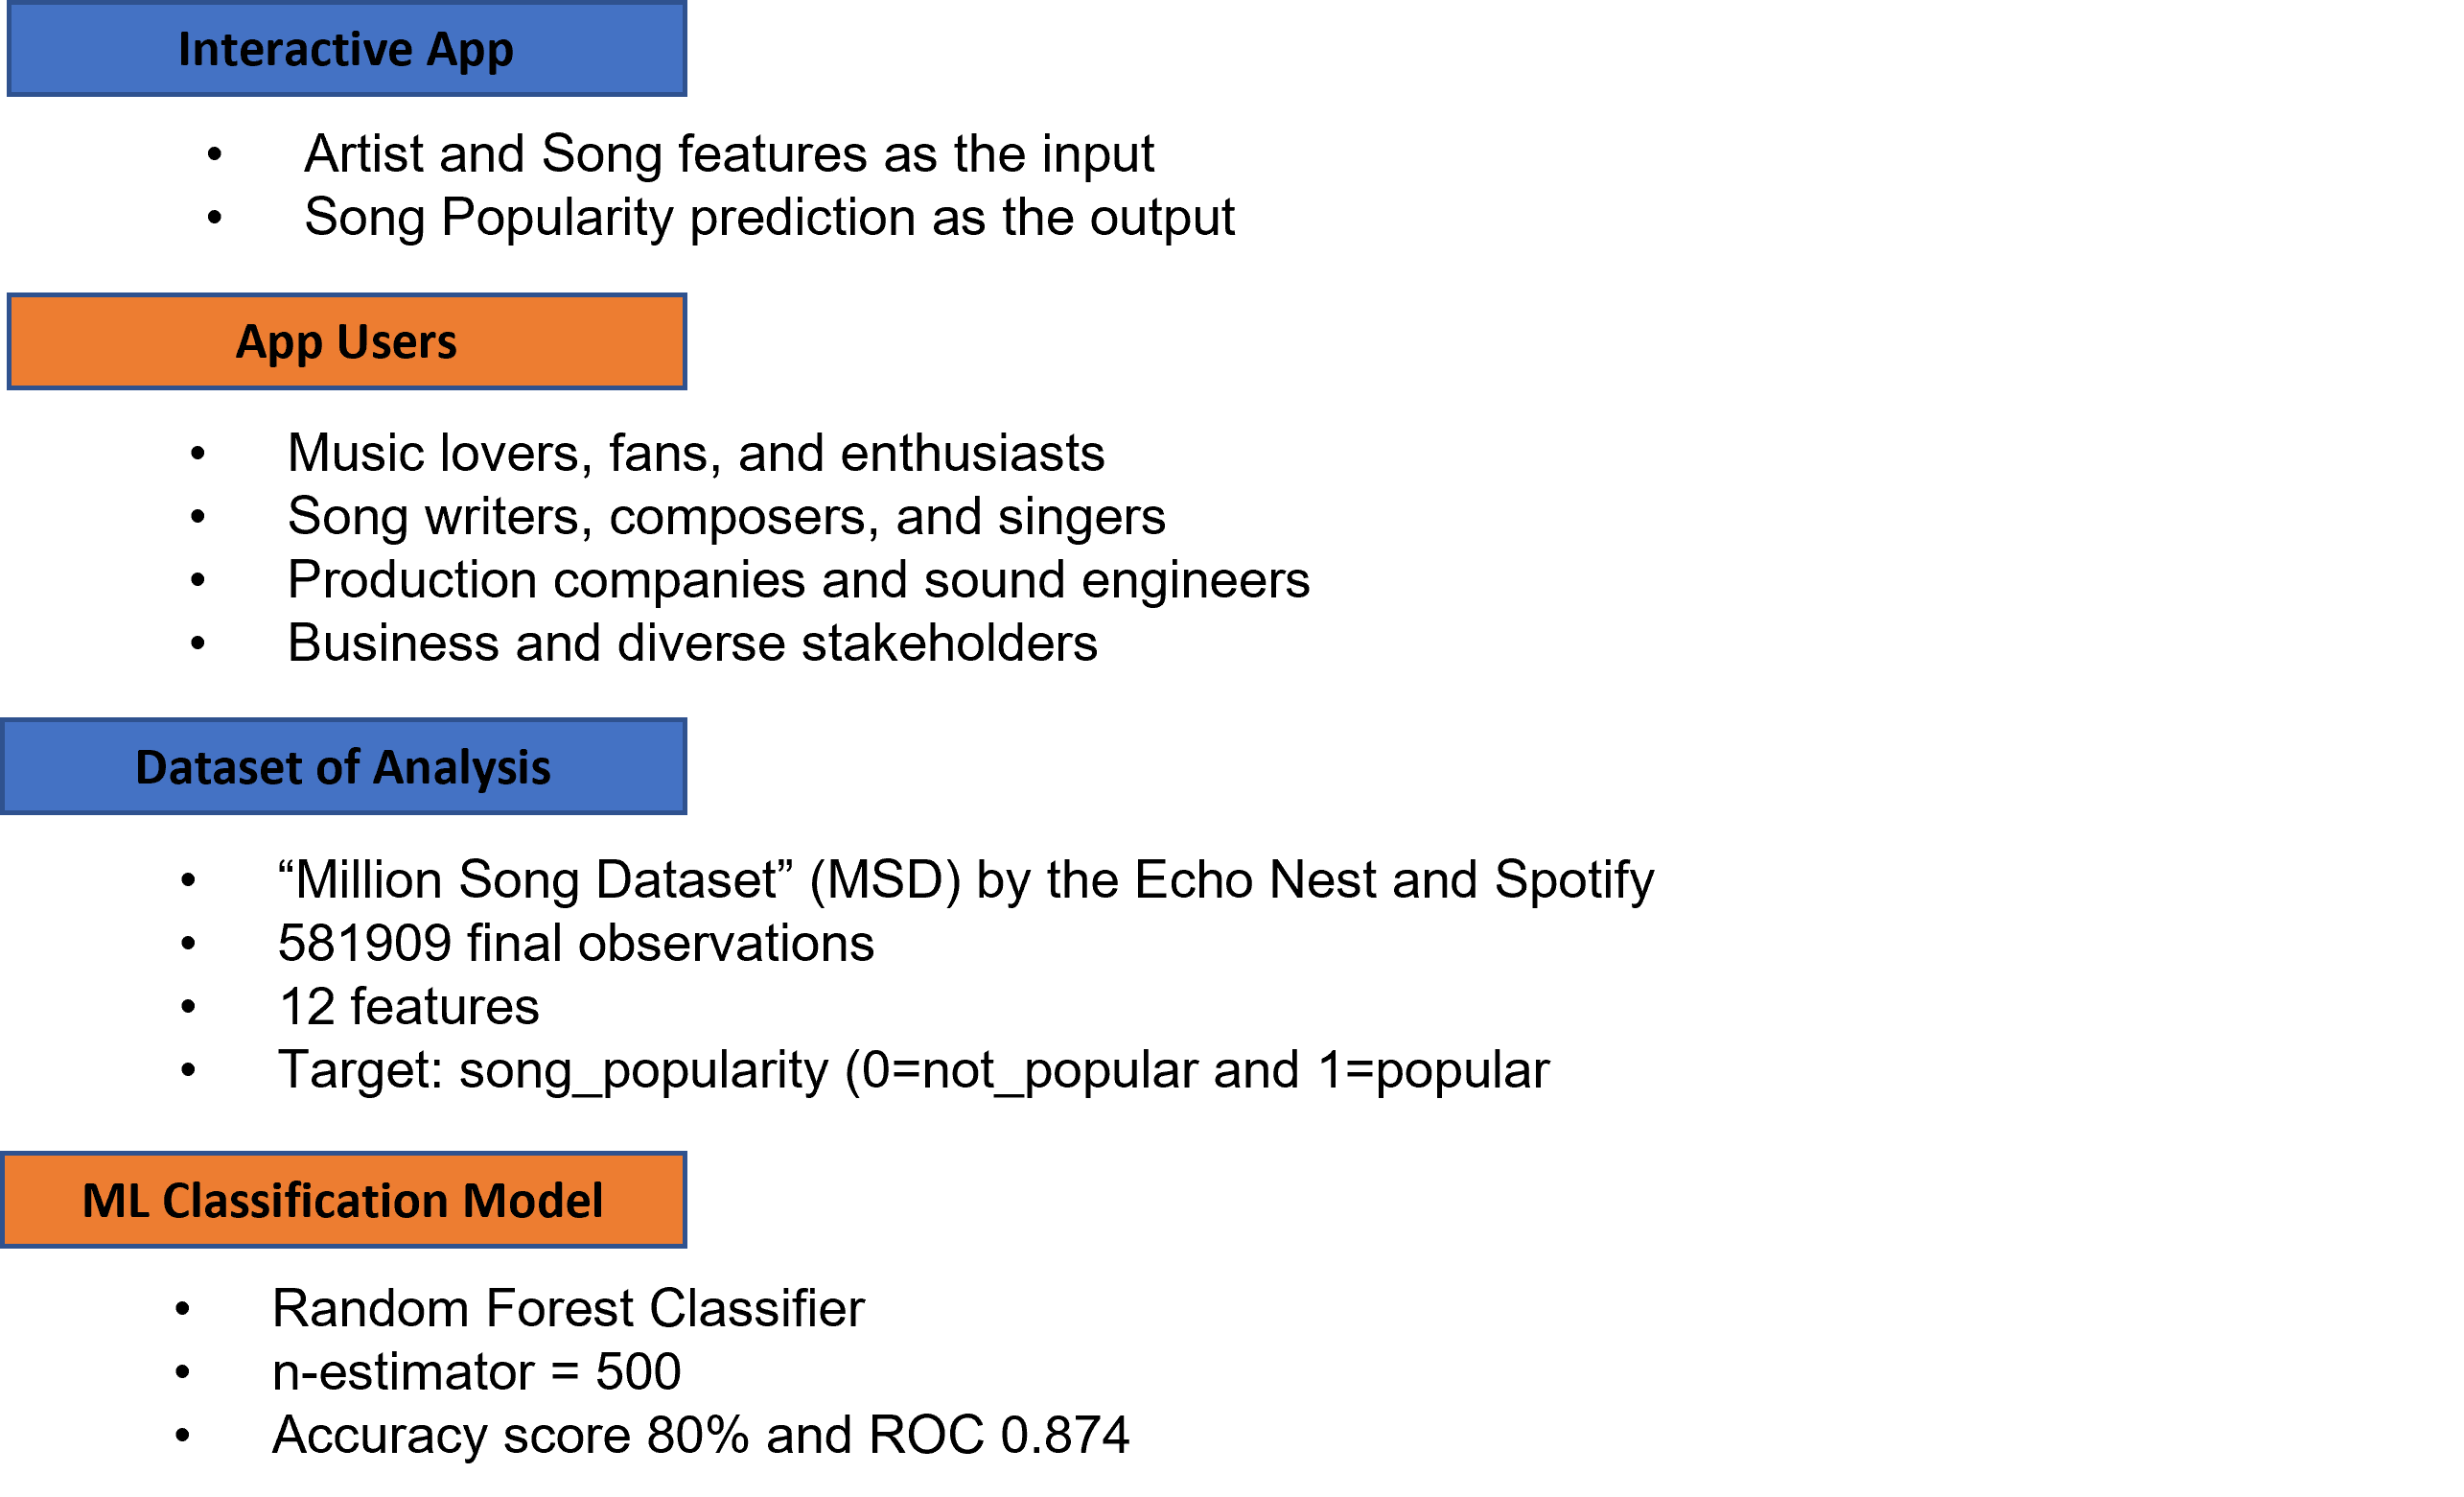 Interactive App
• Artist and Song features as the input
• Song Popularity prediction as the output
App Users
• Music lovers, fans, and enthusiasts
• Song writers, composers, and singers
• Production companies and sound engineers
• Business and diverse stakeholders
Dataset of Analysis
• “Million Song Dataset” (MSD) by the Echo Nest and Spotify
• 581909 final observations
• 12 features
• Target: song_popularity (0=not_popular and 1=popular
ML Classification Model
• Random Forest Classifier
• n-estimator = 500
• Accuracy score 80% and ROC 0.874